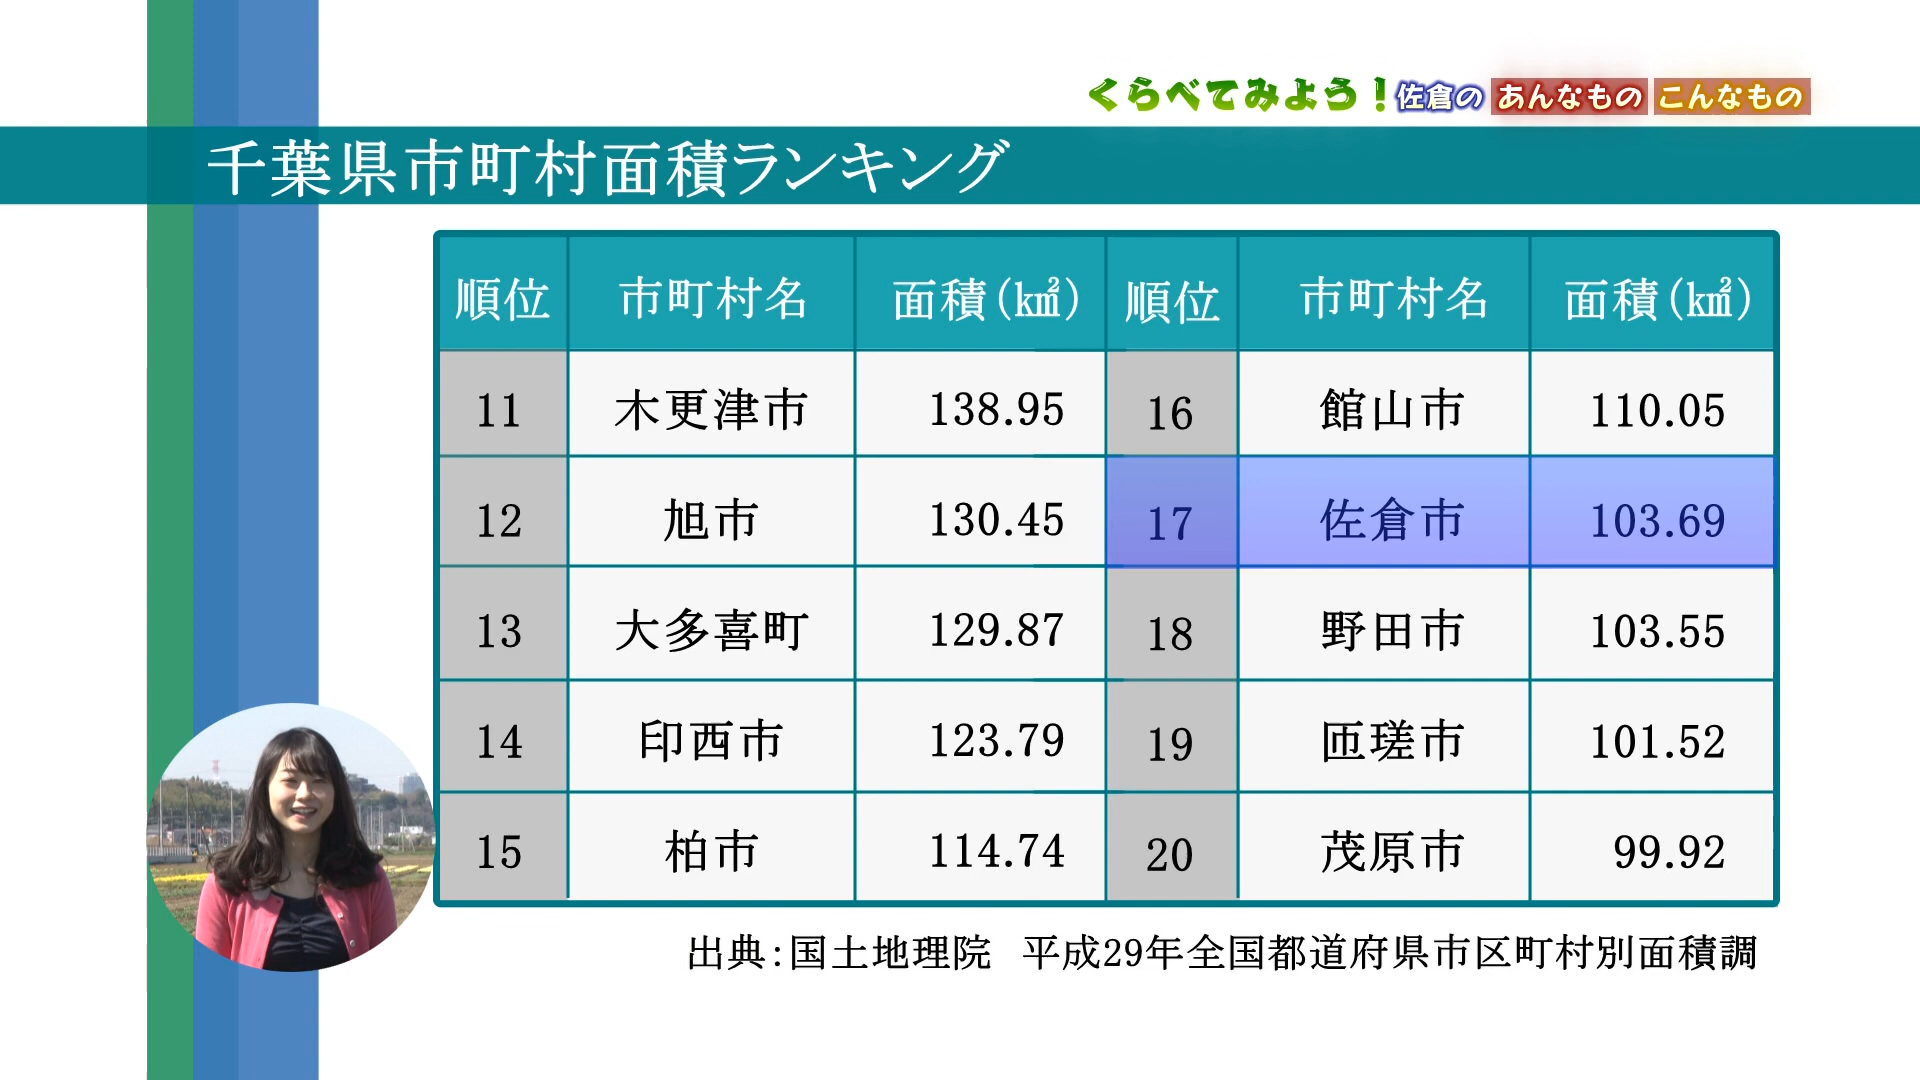 くらべてみよう！佐倉の あんなもの こんなもの
千葉県市町村面積ランキング
順位 市町村名 面積(㎢) 順位 市町村名 面積(㎢)
11 木更津市 138.95 16 館山市 110.05
12 旭市 130.45 17 佐倉市 103.69
13 大多喜町 129.87 18 野田市 103.55
14 印西市 123.79 19 匝瑳市 101.52
15 柏市 114.74 20 茂原市 99.92
出典：国土地理院　平成29年全国都道府県市区町村別面積調